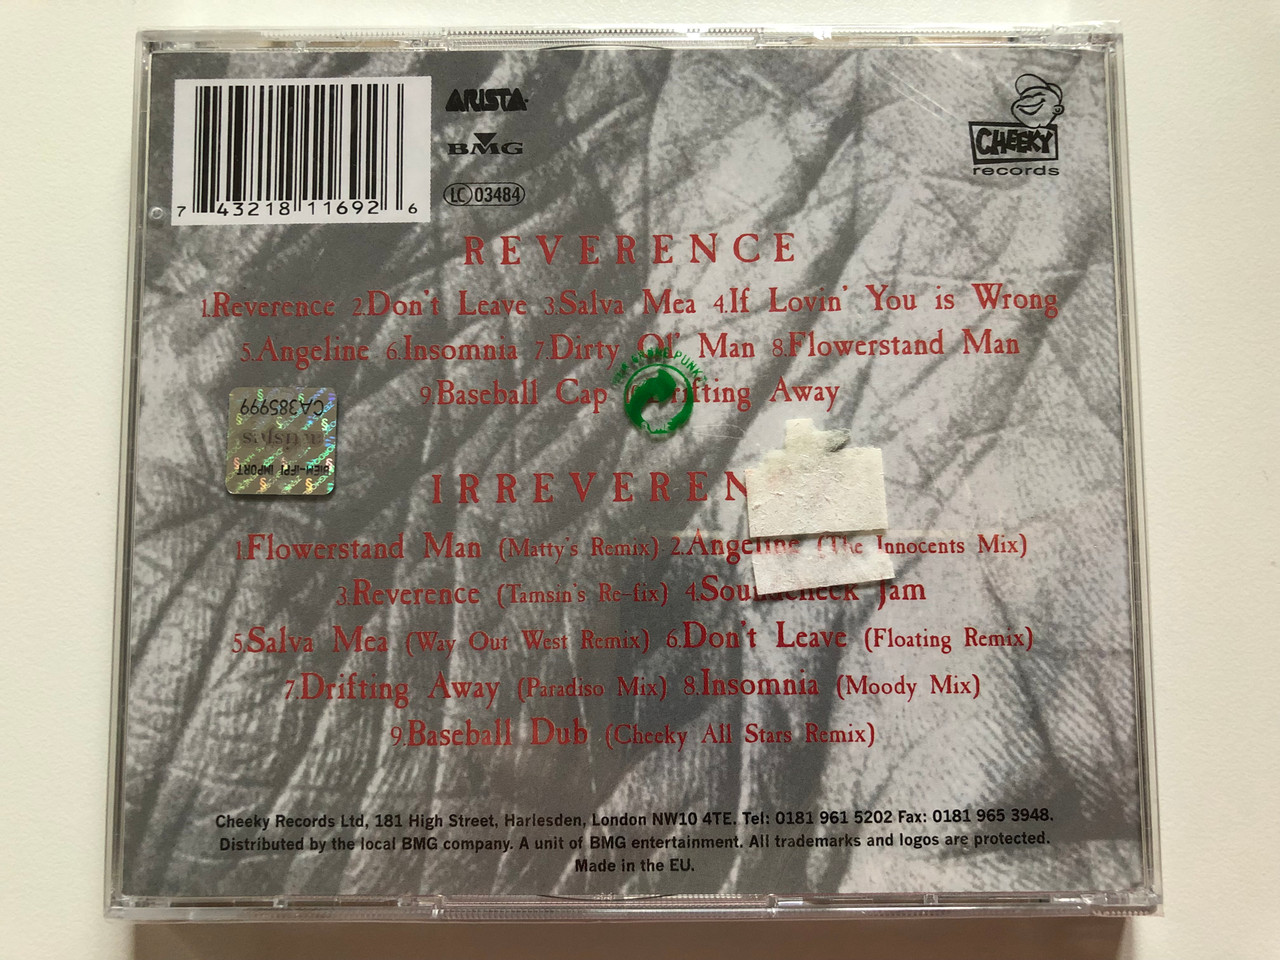 ARISTA
BMG
LC 03484
CHEEKY
records
7 43218 11692 6
REVERENCE
1.Reverence 2.Don't Leave 3.Salva Mea 4.If Lovin' You is Wrong
5.Angeline 6.Insomnia 7.Dirty Ol' Man 8.Flowerstand Man
9.Baseball Cap Drifting Away
CA385999
artisjus
BIEM-IFPI IMPORT
IRREVEREN
1.Flowerstand Man (Matty's Remix) 2.Angeline (The Innocents Mix)
3.Reverence (Tamsin's Re-fix) 4.Soundcheck Jam
5.Salva Mea (Way Out West Remix) 6.Don't Leave (Floating Remix)
7.Drifting Away (Paradiso Mix) 8.Insomnia (Moody Mix)
9.Baseball Dub (Cheeky All Stars Remix)
Cheeky Records Ltd, 181 High Street, Harlesden, London NW10 4TE. Tel: 0181 961 5202 Fax: 0181 965 3948.
Distributed by the local BMG company. A unit of BMG entertainment. All trademarks and logos are protected.
Made in the EU.